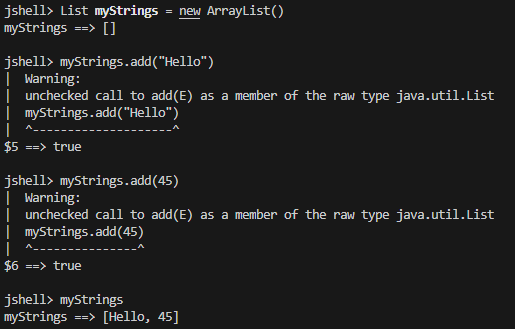 jshell> List myStrings = new ArrayList()
myStrings ==> []
jshell> myStrings.add("Hello")
|  Warning:
|  unchecked call to add(E) as a member of the raw type java.util.List
|  myStrings.add("Hello")
|  ^--------------------^
$5 ==> true
jshell> myStrings.add(45)
|  Warning:
|  unchecked call to add(E) as a member of the raw type java.util.List
|  myStrings.add(45)
|  ^---------------^
$6 ==> true
jshell> myStrings
myStrings ==> [Hello, 45]